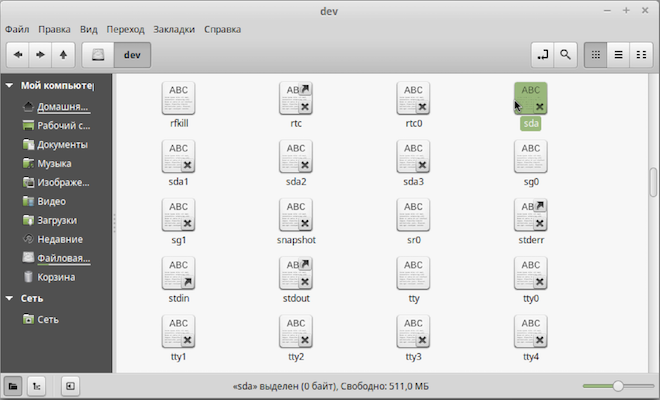 dev
Файл Правка Вид Переход Закладки Справка
dev
Мой компьютер
Домашня...
Рабочий с...
Документы
Музыка
Изображе...
Видео
Загрузки
Недавние
Файловая...
Корзина
Сеть
Сеть
ABC ABC ABC ABC
rfkill rtc rtc0 sda
ABC ABC ABC ABC
sda1 sda2 sda3 sg0
ABC ABC ABC ABC
sg1 snapshot sr0 stderr
ABC ABC ABC ABC
stdin stdout tty tty0
ABC ABC ABC ABC
tty1 tty2 tty3 tty4
«sda» выделен (0 байт), Свободно: 511,0 МБ